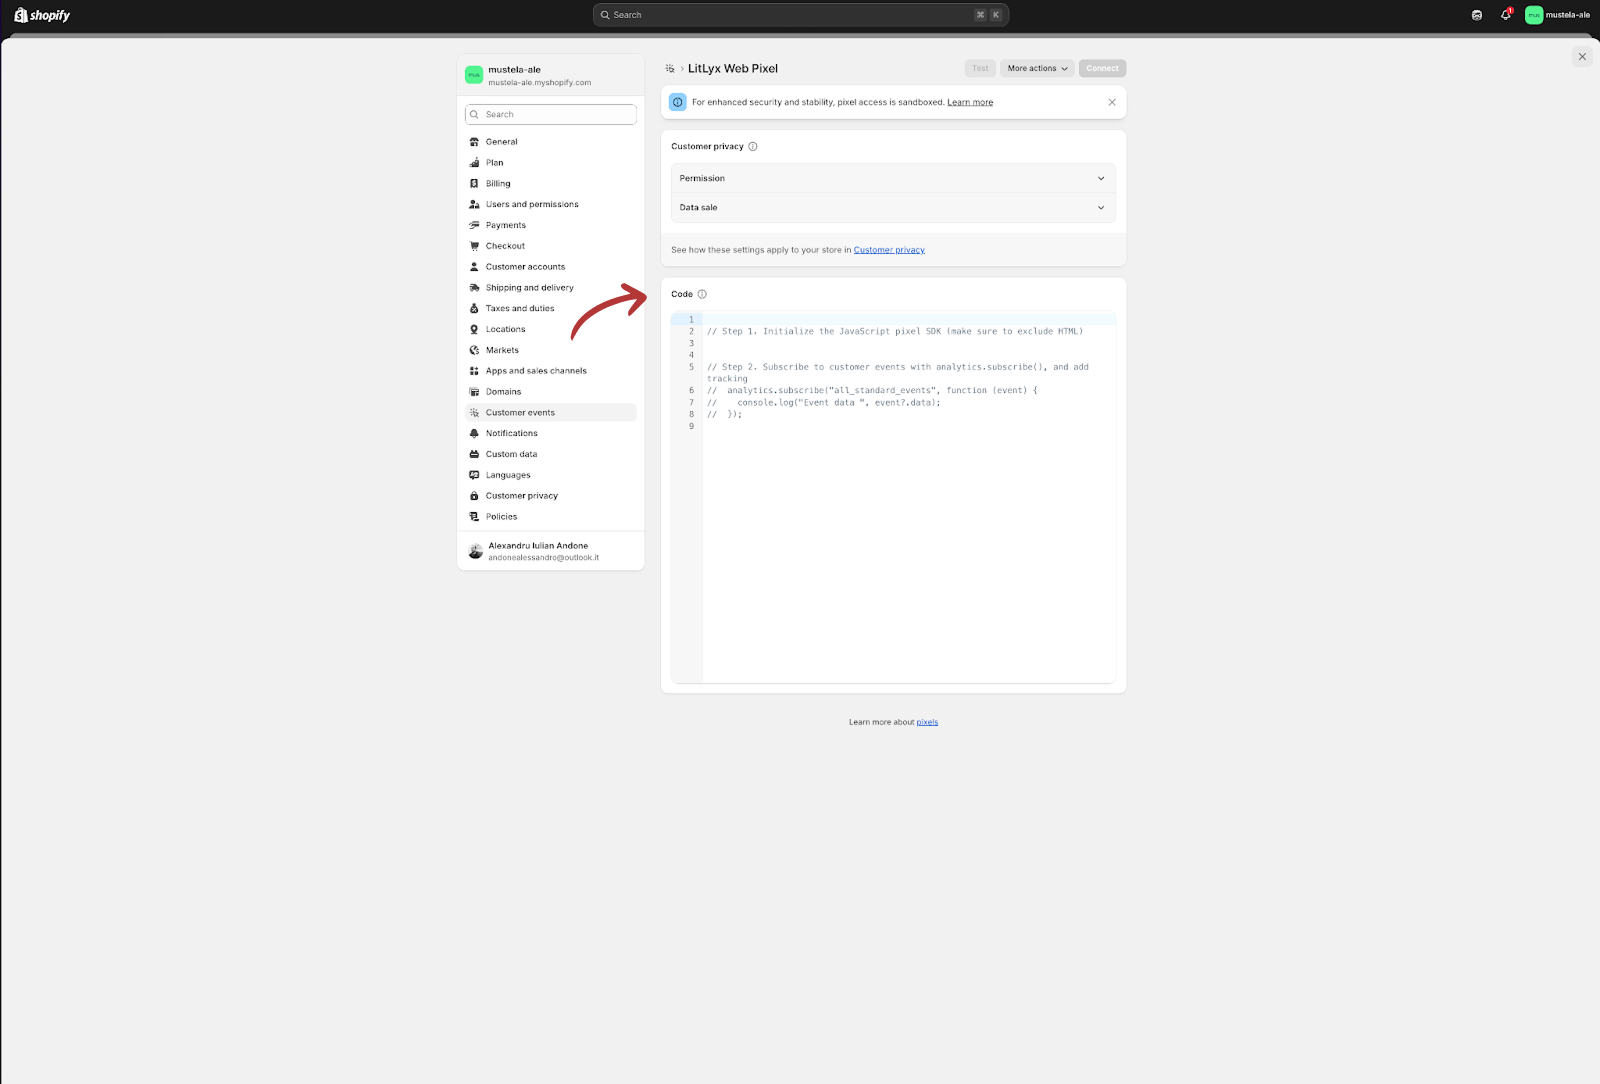 shopify
Search
⌘ K
1
mus
mustela-ale
mus
mustela-ale
mustela-ale.myshopify.com
Search
General
Plan
Billing
Users and permissions
Payments
Checkout
Customer accounts
Shipping and delivery
Taxes and duties
Locations
Markets
Apps and sales channels
Domains
Customer events
Notifications
Custom data
Languages
Customer privacy
Policies
Alexandru Iulian Andone
andonealessandro@outlook.it
› LitLyx Web Pixel
Test
More actions
Connect
For enhanced security and stability, pixel access is sandboxed. Learn more
Customer privacy
Permission
Data sale
See how these settings apply to your store in Customer privacy
Code
1
2 // Step 1. Initialize the JavaScript pixel SDK (make sure to exclude HTML)
3
4
5 // Step 2. Subscribe to customer events with analytics.subscribe(), and add
tracking
6 //  analytics.subscribe("all_standard_events", function (event) {
7 //    console.log("Event data ", event?.data);
8 //  });
9
Learn more about pixels